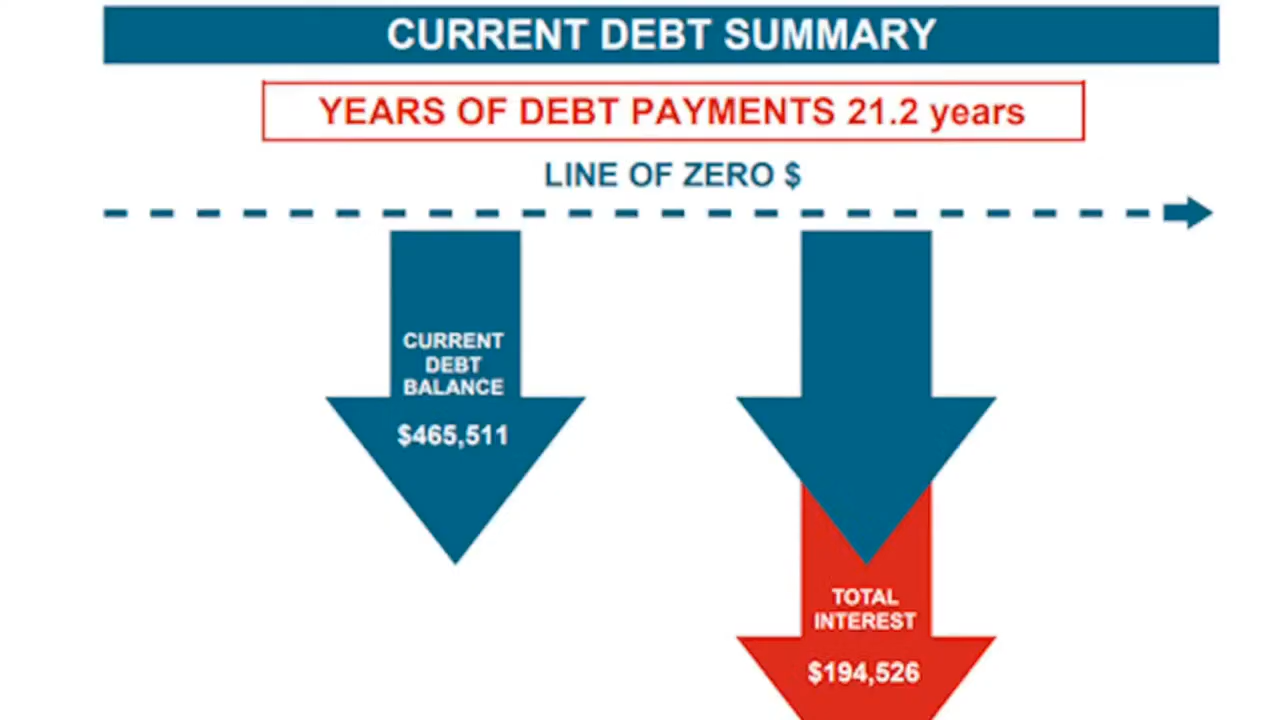 CURRENT DEBT SUMMARY
YEARS OF DEBT PAYMENTS 21.2 years
LINE OF ZERO $
CURRENT
DEBT
BALANCE
$465,511
TOTAL
INTEREST
$194,526